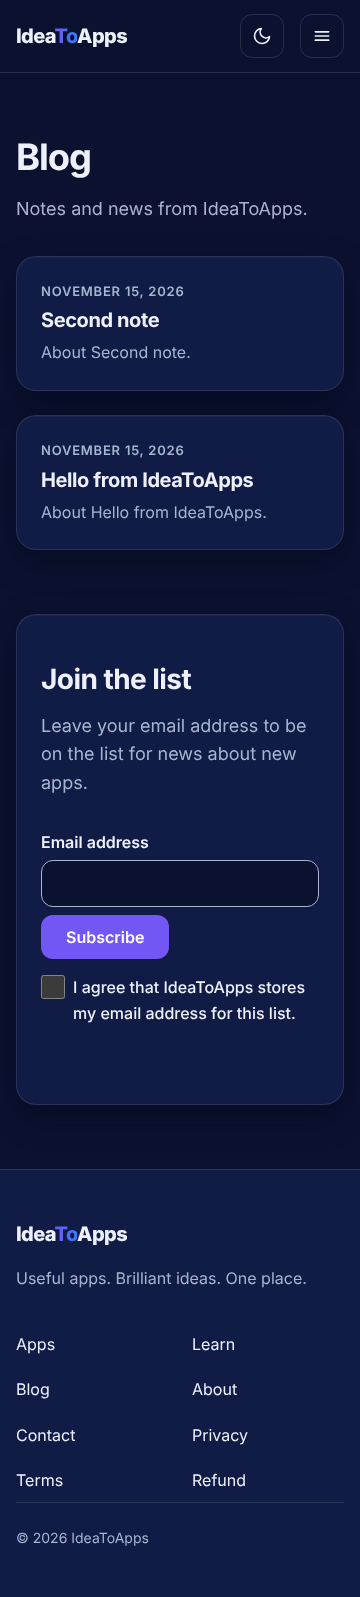 IdeaToApps
Blog
Notes and news from IdeaToApps.
NOVEMBER 15, 2026
Second note
About Second note.
NOVEMBER 15, 2026
Hello from IdeaToApps
About Hello from IdeaToApps.
Join the list
Leave your email address to be
on the list for news about new
apps.
Email address
Subscribe
I agree that IdeaToApps stores
my email address for this list.
IdeaToApps
Useful apps. Brilliant ideas. One place.
Apps
Learn
Blog
About
Contact
Privacy
Terms
Refund
© 2026 IdeaToApps